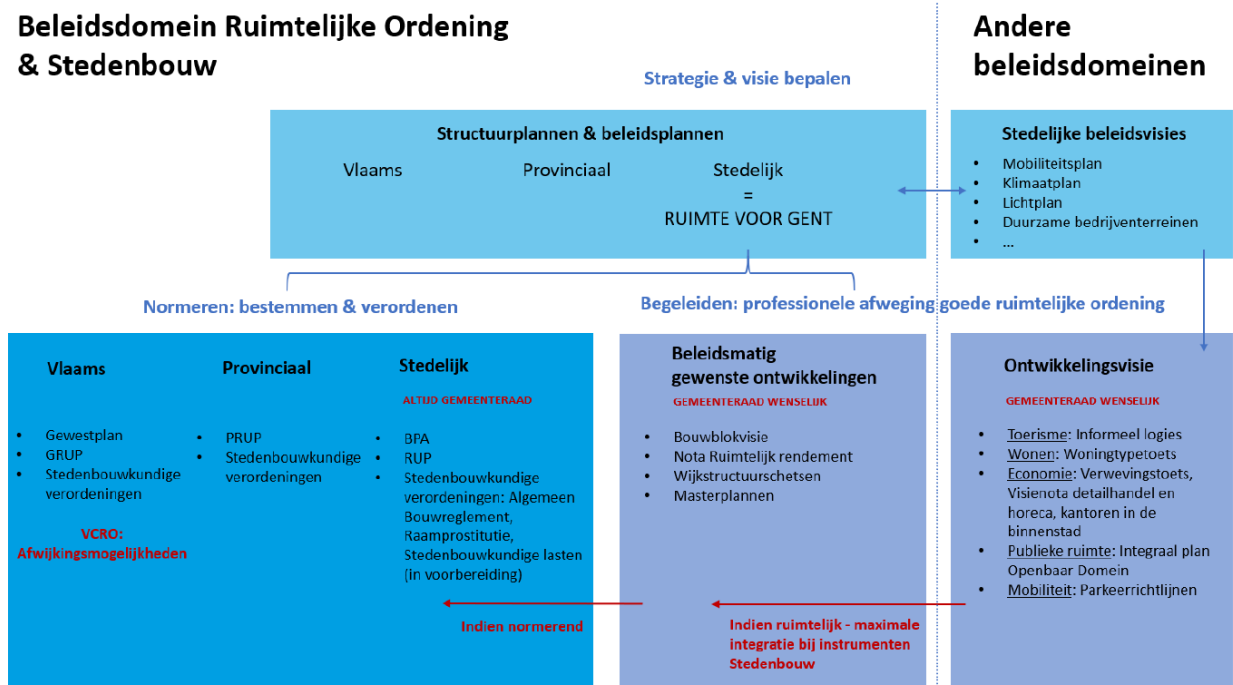 Beleidsdomein Ruimtelijke Ordening
& Stedenbouw
Andere
beleidsdomeinen
Strategie & visie bepalen
Structuurplannen & beleidsplannen
Vlaams
Provinciaal
Stedelijk
=
RUIMTE VOOR GENT
Stedelijke beleidsvisies
• Mobiliteitsplan
• Klimaatplan
• Lichtplan
• Duurzame bedrijventerreinen
• ...
Normeren: bestemmen & verordenen
Begeleiden: professionele afweging goede ruimtelijke ordening
Vlaams
• Gewestplan
• GRUP
• Stedenbouwkundige
verordeningen
VCRO:
Afwijkingsmogelijkheden
Provinciaal
• PRUP
• Stedenbouwkundige
verordeningen
Stedelijk
ALTIJD GEMEENTERAAD
• BPA
• RUP
• Stedenbouwkundige
verordeningen: Algemeen
Bouwreglement,
Raamprostitutie,
Stedenbouwkundige lasten
(in voorbereiding)
Indien normerend
Beleidsmatig
gewenste ontwikkelingen
GEMEENTERAAD WENSELIJK
• Bouwblokvisie
• Nota Ruimtelijk rendement
• Wijkstructuurschetsen
• Masterplannen
Indien ruimtelijk - maximale
integratie bij instrumenten
Stedenbouw
Ontwikkelingsvisie
GEMEENTERAAD WENSELIJK
• Toerisme: Informeel logies
• Wonen: Woningtypetoets
• Economie: Verwevingstoets,
Visienota detailhandel en
horeca, kantoren in de
binnenstad
• Publieke ruimte: Integraal plan
Openbaar Domein
• Mobiliteit: Parkeerrichtlijnen